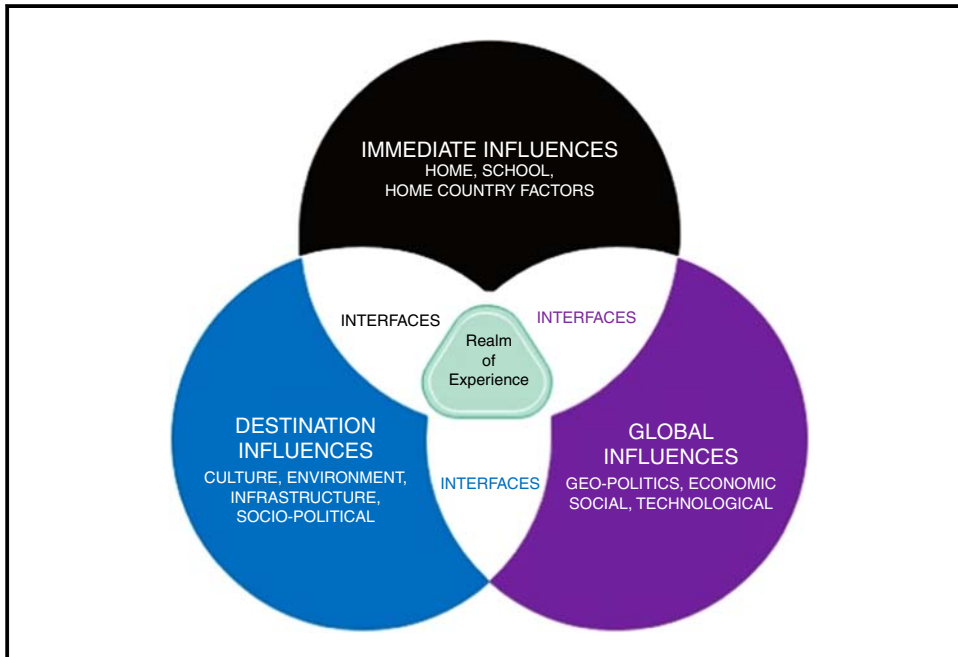 IMMEDIATE INFLUENCES
HOME, SCHOOL,
HOME COUNTRY FACTORS
INTERFACES
INTERFACES
Realm
of
Experience
DESTINATION
INFLUENCES
CULTURE, ENVIRONMENT,
INFRASTRUCTURE,
SOCIO-POLITICAL
INTERFACES
GLOBAL
INFLUENCES
GEO-POLITICS, ECONOMIC
SOCIAL, TECHNOLOGICAL